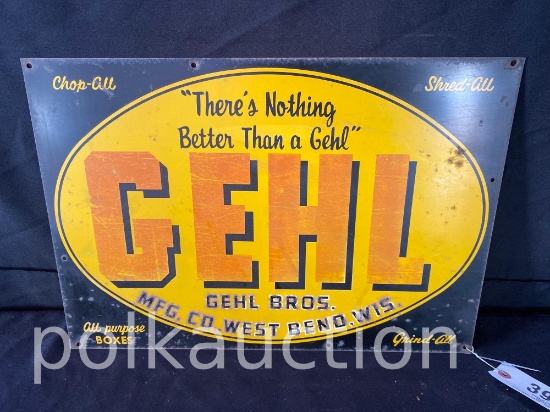 Chop-All
Shred-All
"There's Nothing
Better Than a Gehl"
GEHL
GEHL BROS.
MFG. CO. WEST BEND, WIS.
All purpose
BOXES
Grind-All
polkauction